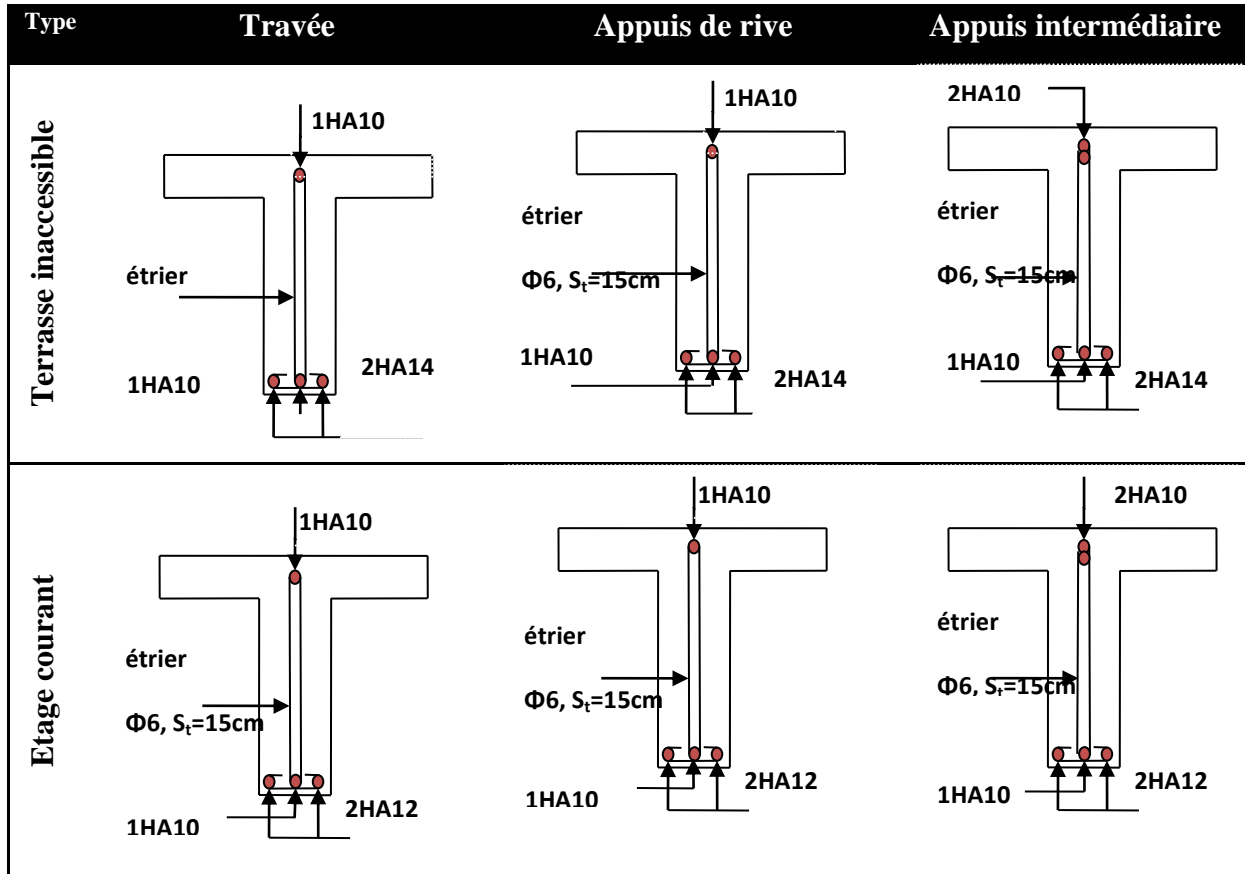 Type Travée Appuis de rive Appuis intermédiaire
Terrasse inaccessible
1HA10
étrier
1HA10
2HA14
1HA10
étrier
Φ6, St=15cm
1HA10
2HA14
2HA10
étrier
Φ6, St=15cm
1HA10
2HA14
Etage courant
1HA10
étrier
Φ6, St=15cm
1HA10
2HA12
1HA10
étrier
Φ6, St=15cm
1HA10
2HA12
2HA10
étrier
Φ6, St=15cm
1HA10
2HA12